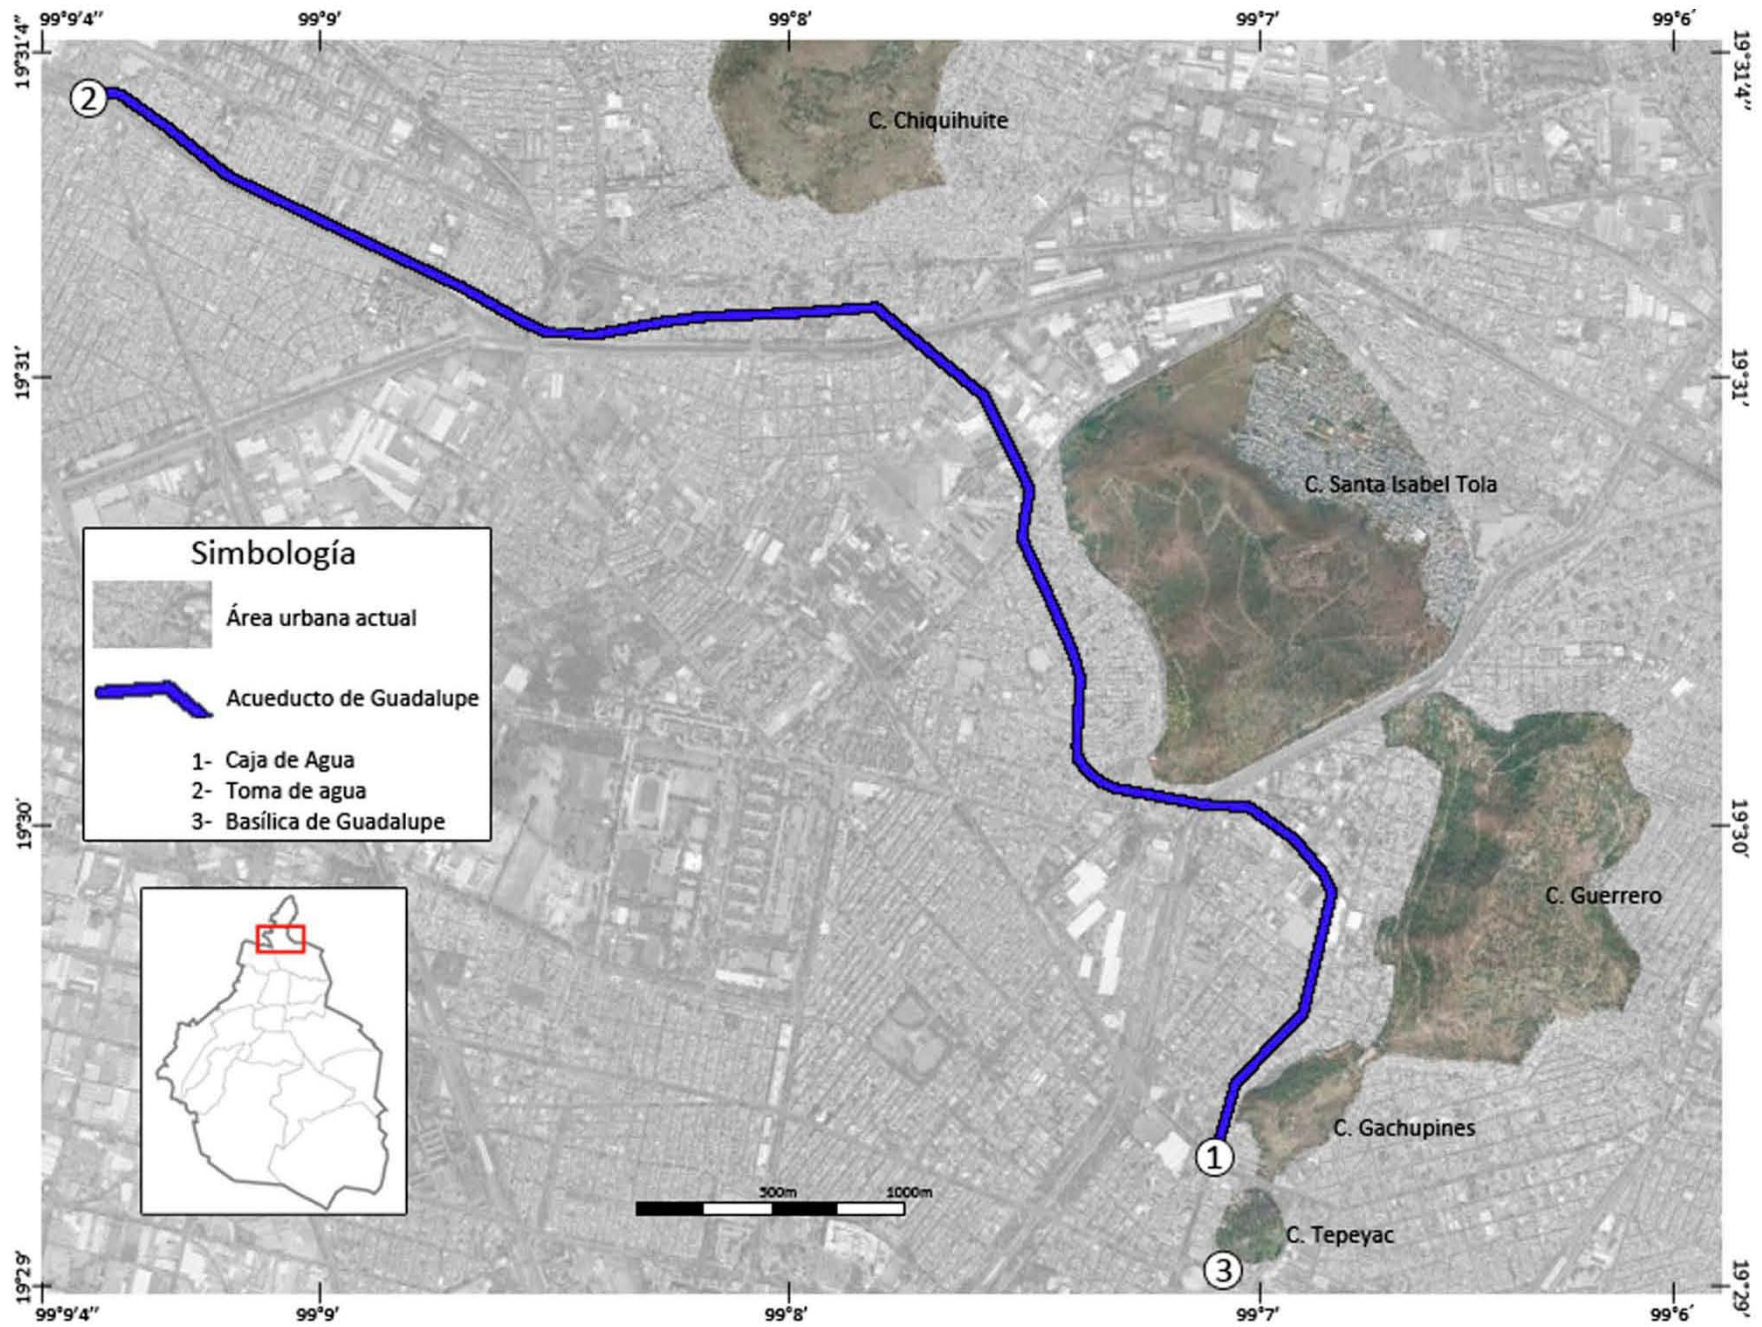 99°9′4″ 99°9′ 99°8′ 99°7′ 99°6′
19°31′4″
19°31′4″
2
C. Chiquihuite
19°31′
19°31′
C. Santa Isabel Tola
Simbología
Área urbana actual
Acueducto de Guadalupe
1- Caja de Agua
2- Toma de agua
3- Basílica de Guadalupe
19°30′
19°30′
C. Guerrero
C. Gachupines
1
500m 1000m
C. Tepeyac
3
19°29′
19°29′
99°9′4″ 99°9′ 99°8′ 99°7′ 99°6′